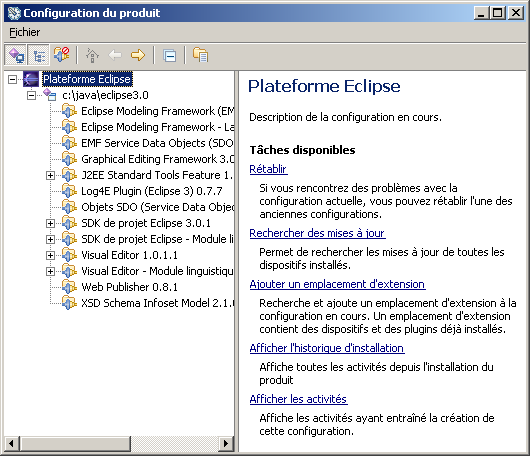 Configuration du produit
Fichier
Plateforme Eclipse
c:\java\eclipse3.0
Eclipse Modeling Framework (EM
Eclipse Modeling Framework - La
EMF Service Data Objects (SDO
Graphical Editing Framework 3.0
J2EE Standard Tools Feature 1.
Log4E Plugin (Eclipse 3) 0.7.7
Objets SDO (Service Data Object
SDK de projet Eclipse 3.0.1
SDK de projet Eclipse - Module li
Visual Editor 1.0.1.1
Visual Editor - Module linguistiqu
Web Publisher 0.8.1
XSD Schema Infoset Model 2.1.0
Plateforme Eclipse
Description de la configuration en cours.
Tâches disponibles
Rétablir
Si vous rencontrez des problèmes avec la
configuration actuelle, vous pouvez rétablir l'une des
anciennes configurations.
Rechercher des mises à jour
Permet de rechercher les mises à jour de toutes les
dispositifs installés.
Ajouter un emplacement d'extension
Recherche et ajoute un emplacement d'extension à la
configuration en cours. Un emplacement d'extension
contient des dispositifs et des plugins déjà installés.
Afficher l'historique d'installation
Affiche toutes les activités depuis l'installation du
produit
Afficher les activités
Affiche les activités ayant entraîné la création de
cette configuration.